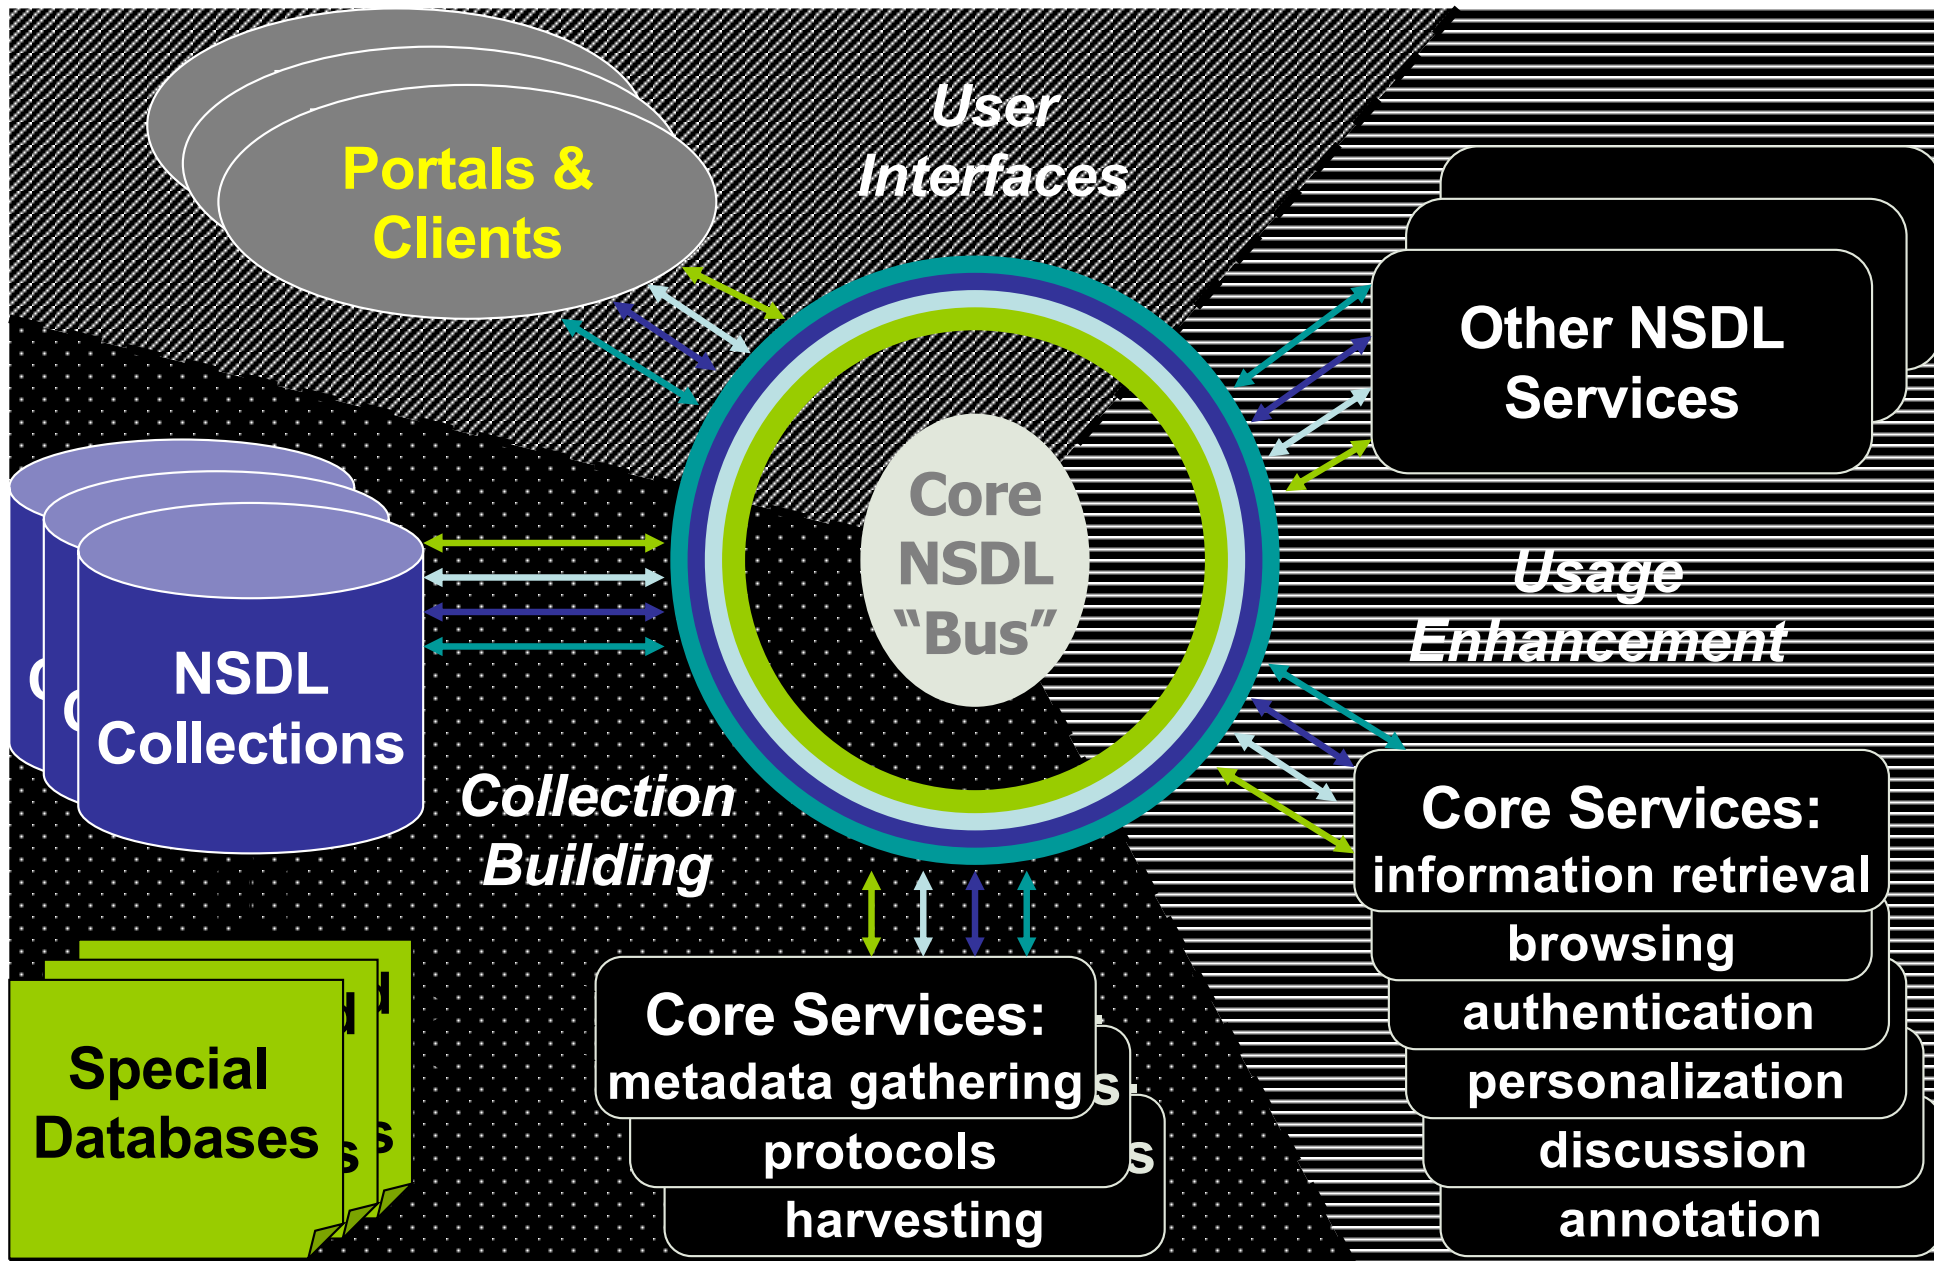 User
Interfaces
Portals &
Clients
Other NSDL
Services
Core
NSDL
“Bus”
Usage
Enhancement
NSDL
Collections
Collection
Building
Core Services:
information retrieval
browsing
authentication
personalization
discussion
annotation
Core Services:
metadata gathering
protocols
harvesting
Special
Databases